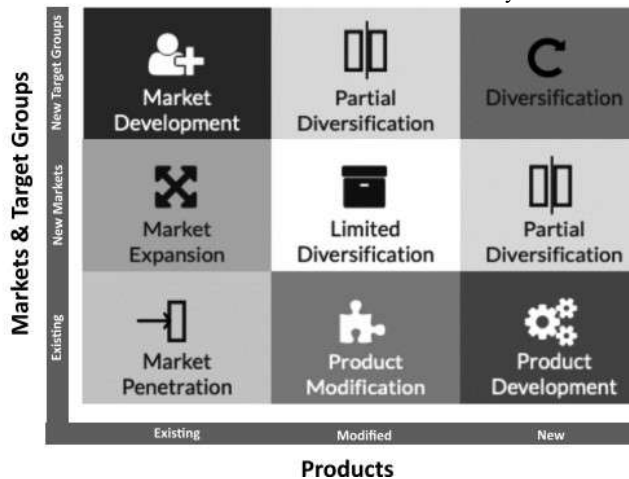 Markets & Target Groups
New Target Groups
Market
Development
Partial
Diversification
Diversification
New Markets
Market
Expansion
Limited
Diversification
Partial
Diversification
Existing
Market
Penetration
Product
Modification
Product
Development
Existing
Modified
New
Products